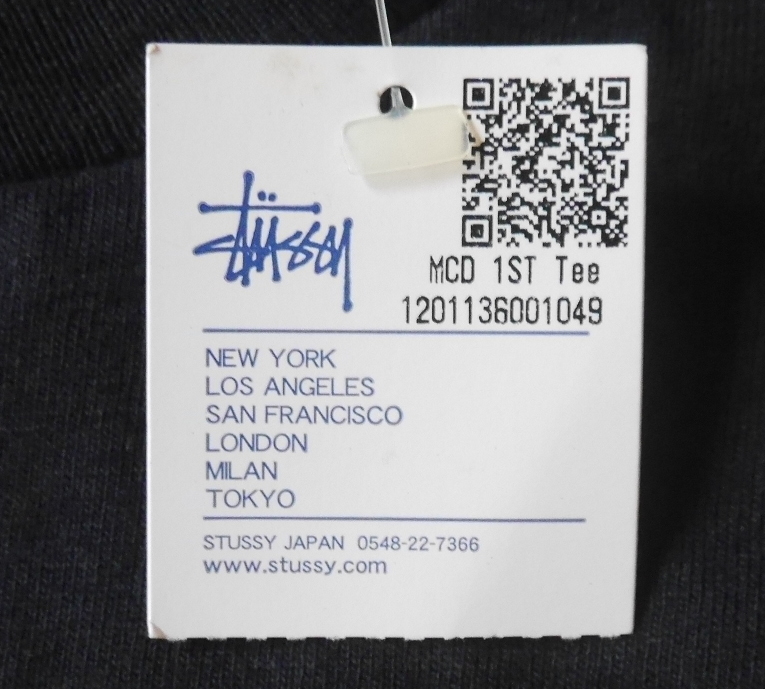 STÜSSY
MCD 1ST Tee
1201136001049
NEW YORK
LOS ANGELES
SAN FRANCISCO
LONDON
MILAN
TOKYO
STUSSY JAPAN 0548-22-7366
www.stussy.com